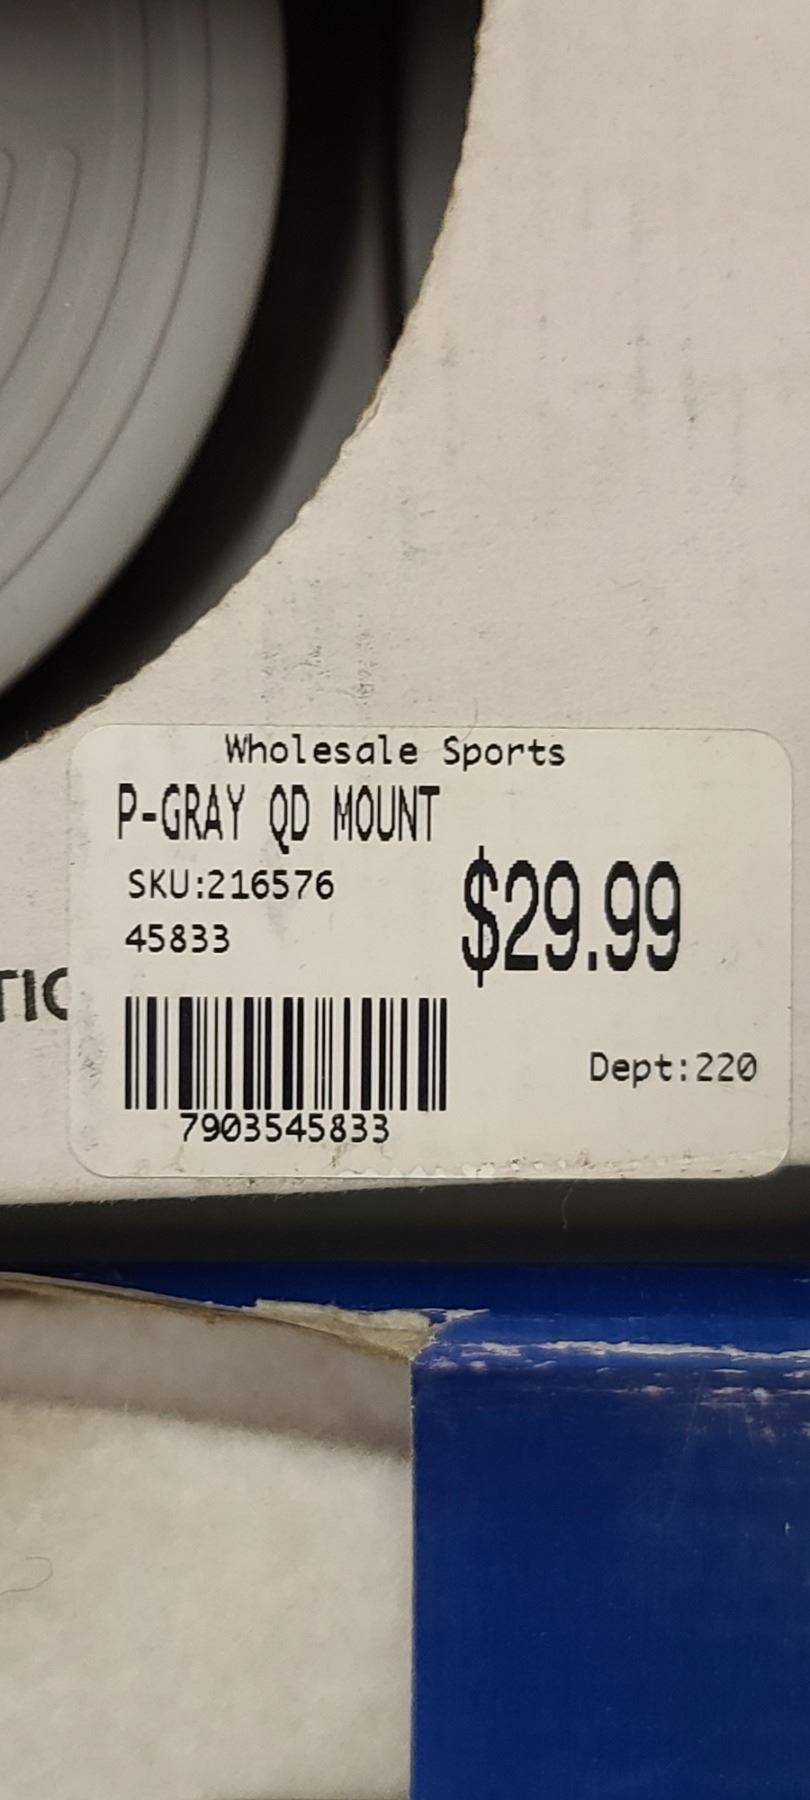 Wholesale Sports
P-GRAY QD MOUNT
SKU:216576
$29.99
45833
TIC
Dept:220
7903545833